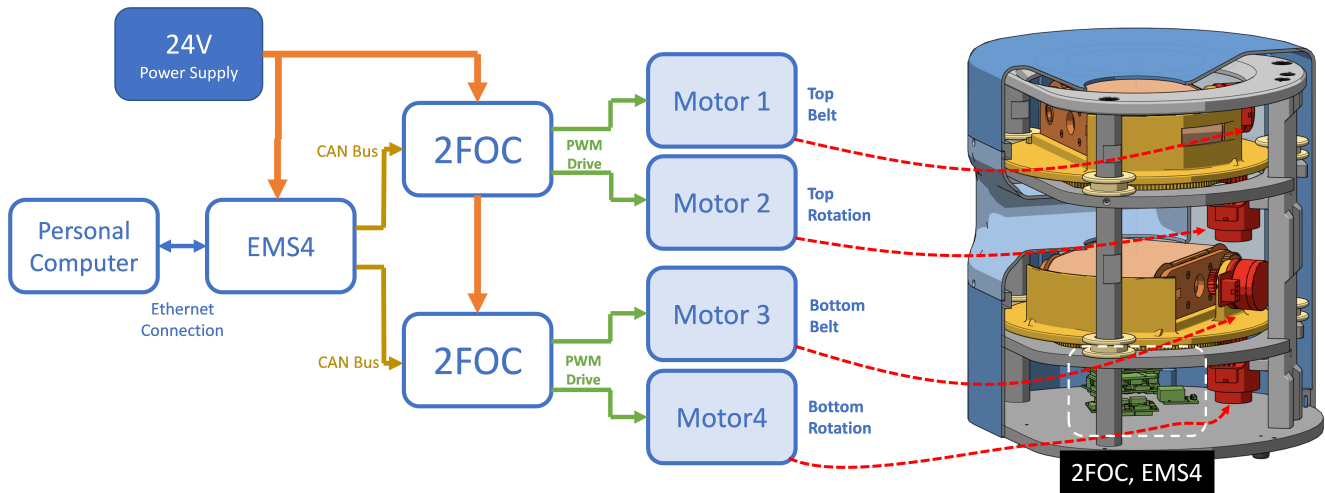 24V
Power Supply
Personal
Computer
Ethernet
Connection
EMS4
CAN Bus
CAN Bus
2FOC
2FOC
PWM
Drive
PWM
Drive
Motor 1
Top
Belt
Motor 2
Top
Rotation
Motor 3
Bottom
Belt
Motor4
Bottom
Rotation
2FOC, EMS4